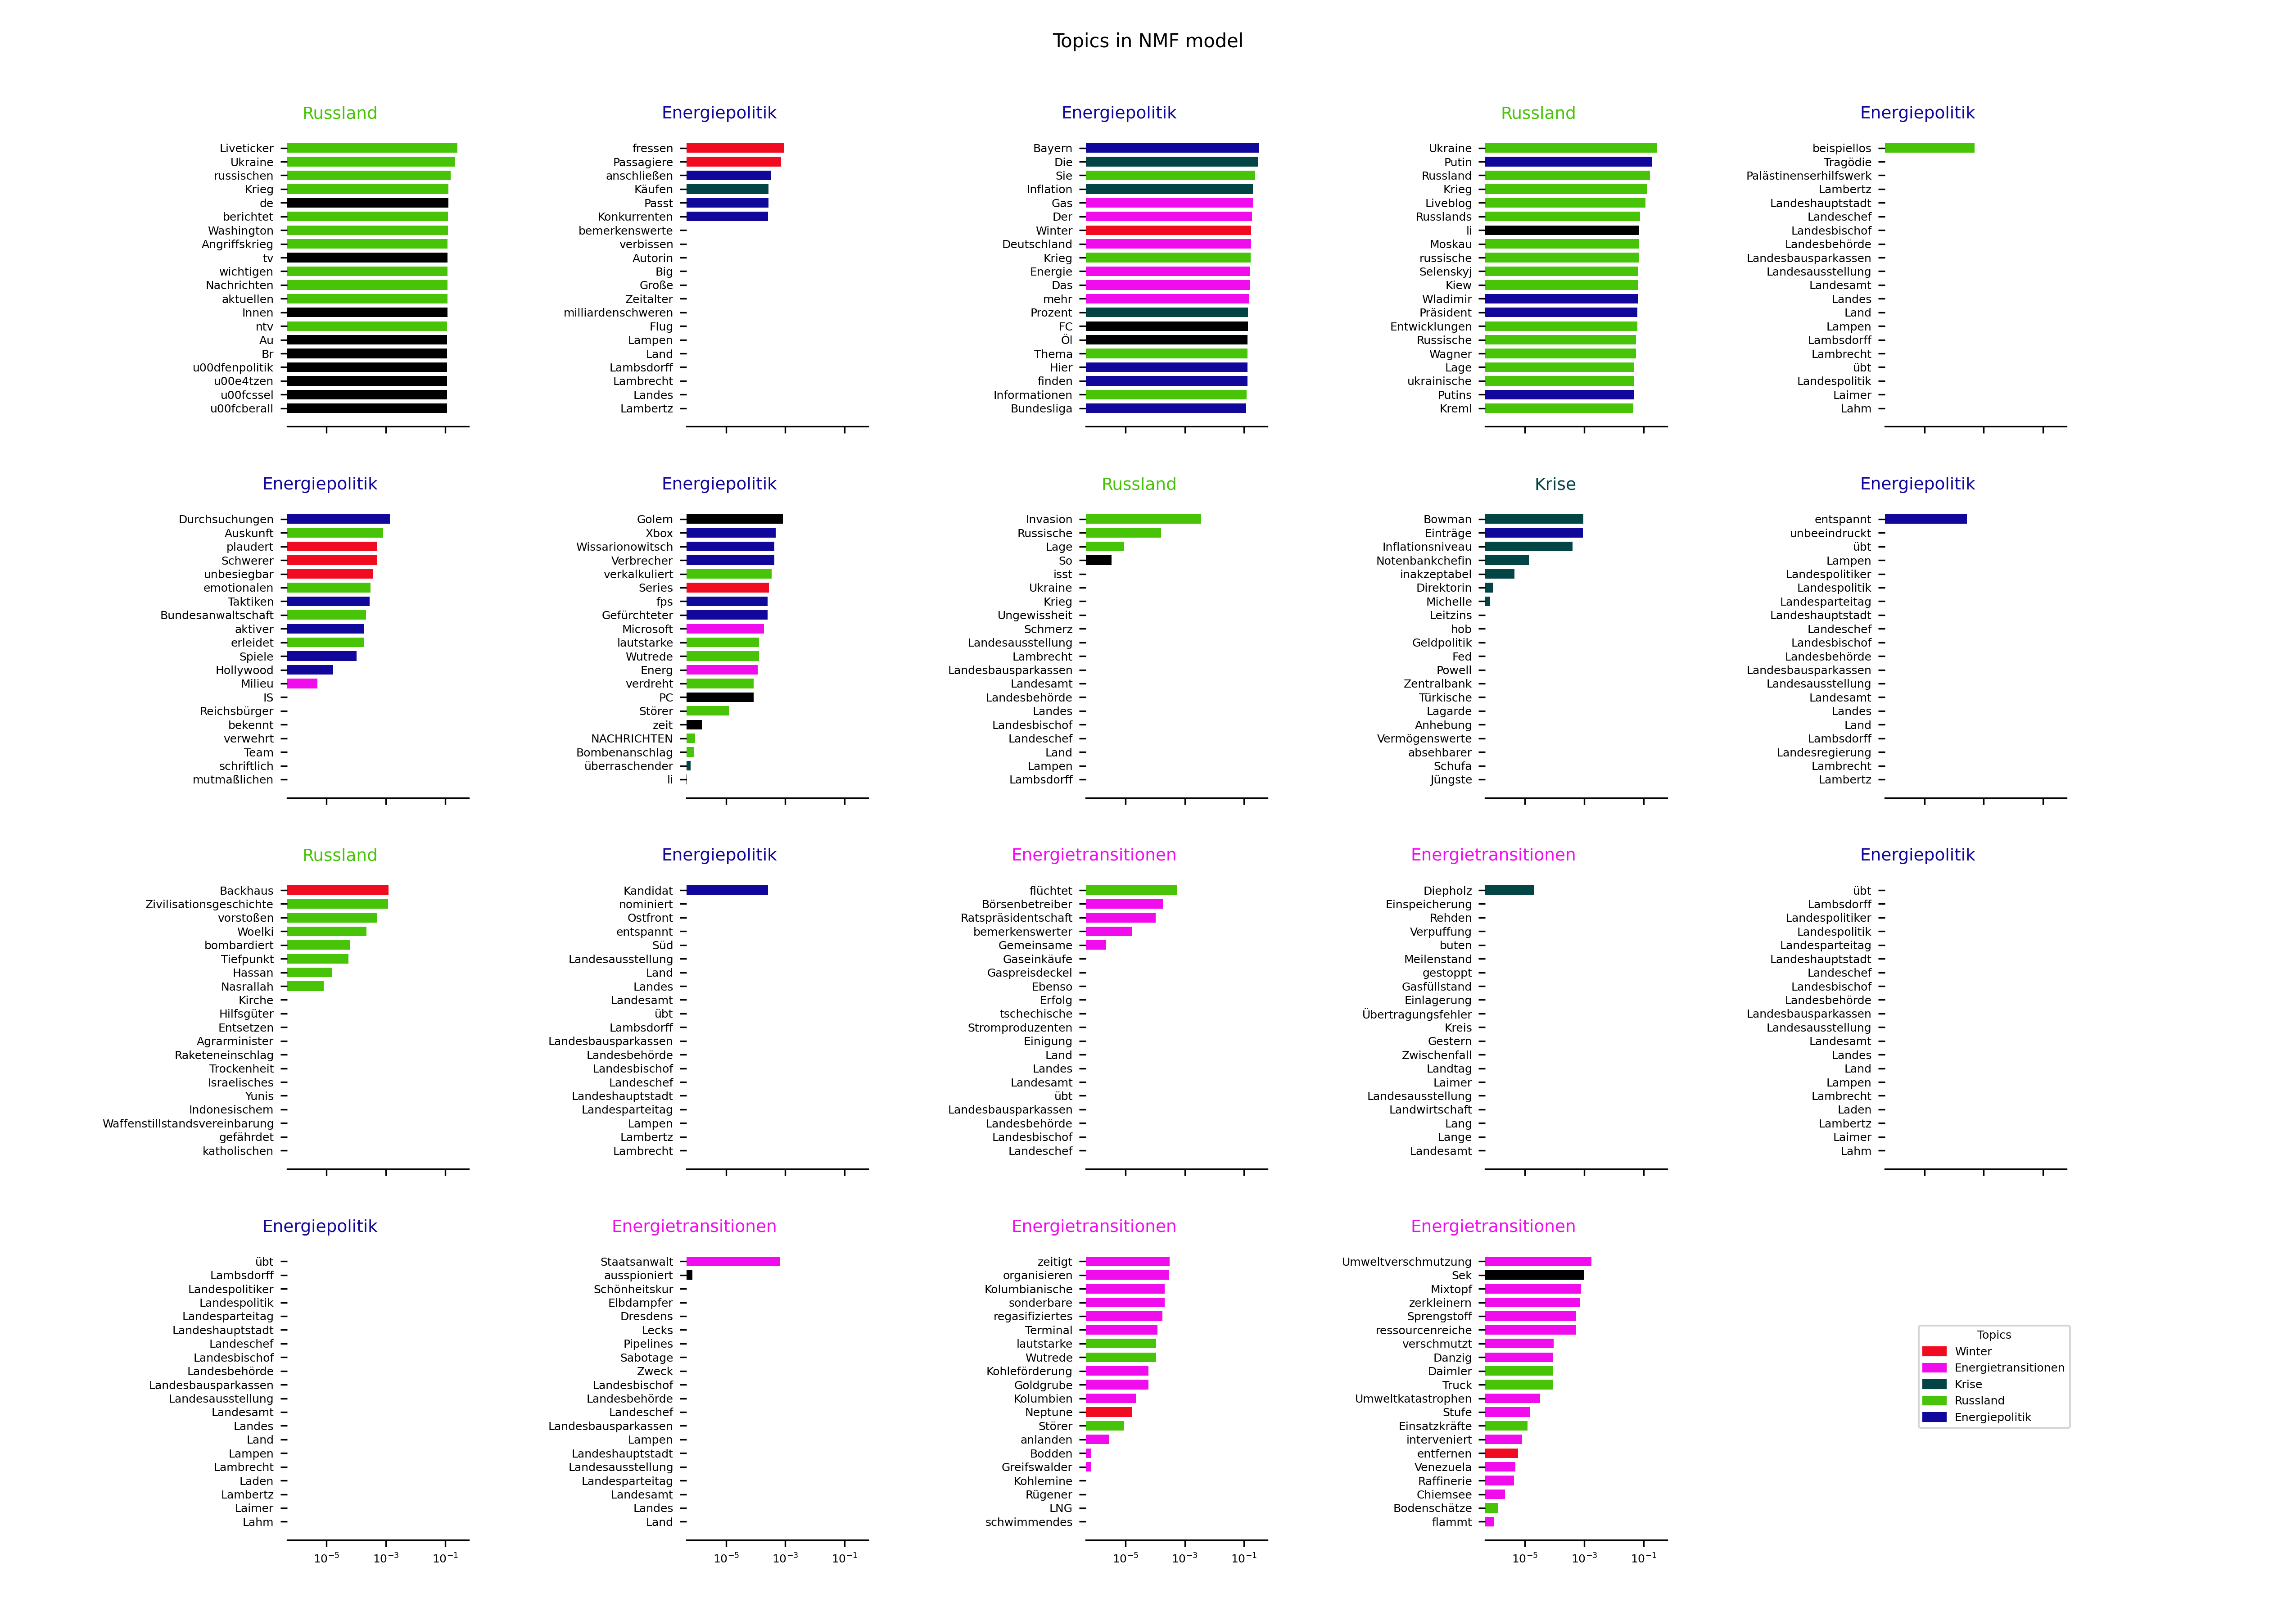 Topics in NMF model
Russland
Liveticker
Ukraine
russischen
Krieg
de
berichtet
Washington
Angriffskrieg
tv
wichtigen
Nachrichten
aktuellen
Innen
ntv
Au
Br
u00dfenpolitik
u00e4tzen
u00fcssel
u00fcberall
Energiepolitik
fressen
Passagiere
anschließen
Käufen
Passt
Konkurrenten
bemerkenswerte
verbissen
Autorin
Big
Große
Zeitalter
milliardenschweren
Flug
Lampen
Land
Lambsdorff
Lambrecht
Landes
Lambertz
Energiepolitik
Bayern
Die
Sie
Inflation
Gas
Der
Winter
Deutschland
Krieg
Energie
Das
mehr
Prozent
FC
Öl
Thema
Hier
finden
Informationen
Bundesliga
Russland
Ukraine
Putin
Russland
Krieg
Liveblog
Russlands
li
Moskau
russische
Selenskyj
Kiew
Wladimir
Präsident
Entwicklungen
Russische
Wagner
Lage
ukrainische
Putins
Kreml
Energiepolitik
beispiellos
Tragödie
Palästinenserhilfswerk
Lambertz
Landeshauptstadt
Landeschef
Landesbischof
Landesbehörde
Landesbausparkassen
Landesausstellung
Landesamt
Landes
Land
Lampen
Lambsdorff
Lambrecht
übt
Landespolitik
Laimer
Lahm
Energiepolitik
Durchsuchungen
Auskunft
plaudert
Schwerer
unbesiegbar
emotionalen
Taktiken
Bundesanwaltschaft
aktiver
erleidet
Spiele
Hollywood
Milieu
IS
Reichsbürger
bekennt
verwehrt
Team
schriftlich
mutmaßlichen
Energiepolitik
Golem
Xbox
Wissarionowitsch
Verbrecher
verkalkuliert
Series
fps
Gefürchteter
Microsoft
lautstarke
Wutrede
Energ
verdreht
PC
Störer
zeit
NACHRICHTEN
Bombenanschlag
überraschender
li
Russland
Invasion
Russische
Lage
So
isst
Ukraine
Krieg
Ungewissheit
Schmerz
Landesausstellung
Lambrecht
Landesbausparkassen
Landesamt
Landesbehörde
Landes
Landesbischof
Landeschef
Land
Lampen
Lambsdorff
Krise
Bowman
Einträge
Inflationsniveau
Notenbankchefin
inakzeptabel
Direktorin
Michelle
Leitzins
hob
Geldpolitik
Fed
Powell
Zentralbank
Türkische
Lagarde
Anhebung
Vermögenswerte
absehbarer
Schufa
Jüngste
Energiepolitik
entspannt
unbeeindruckt
übt
Lampen
Landespolitiker
Landespolitik
Landesparteitag
Landeshauptstadt
Landeschef
Landesbischof
Landesbehörde
Landesbausparkassen
Landesausstellung
Landesamt
Landes
Land
Lambsdorff
Landesregierung
Lambrecht
Lambertz
Russland
Backhaus
Zivilisationsgeschichte
vorstoßen
Woelki
bombardiert
Tiefpunkt
Hassan
Nasrallah
Kirche
Hilfsgüter
Entsetzen
Agrarminister
Raketeneinschlag
Trockenheit
Israelisches
Yunis
Indonesischem
Waffenstillstandsvereinbarung
gefährdet
katholischen
Energiepolitik
Kandidat
nominiert
Ostfront
entspannt
Süd
Landesausstellung
Land
Landes
Landesamt
übt
Lambsdorff
Landesbausparkassen
Landesbehörde
Landesbischof
Landeschef
Landeshauptstadt
Landesparteitag
Lampen
Lambertz
Lambrecht
Energietransitionen
flüchtet
Börsenbetreiber
Ratspräsidentschaft
bemerkenswerter
Gemeinsame
Gaseinkäufe
Gaspreisdeckel
Ebenso
Erfolg
tschechische
Stromproduzenten
Einigung
Land
Landes
Landesamt
übt
Landesbausparkassen
Landesbehörde
Landesbischof
Landeschef
Energietransitionen
Diepholz
Einspeicherung
Rehden
Verpuffung
buten
Meilenstand
gestoppt
Gasfüllstand
Einlagerung
Übertragungsfehler
Kreis
Gestern
Zwischenfall
Landtag
Laimer
Landesausstellung
Landwirtschaft
Lang
Lange
Landesamt
Energiepolitik
übt
Lambsdorff
Landespolitiker
Landespolitik
Landesparteitag
Landeshauptstadt
Landeschef
Landesbischof
Landesbehörde
Landesbausparkassen
Landesausstellung
Landesamt
Landes
Land
Lampen
Lambrecht
Laden
Lambertz
Laimer
Lahm
Energiepolitik
übt
Lambsdorff
Landespolitiker
Landespolitik
Landesparteitag
Landeshauptstadt
Landeschef
Landesbischof
Landesbehörde
Landesbausparkassen
Landesausstellung
Landesamt
Landes
Land
Lampen
Lambrecht
Laden
Lambertz
Laimer
Lahm
10⁻⁵ 10⁻³ 10⁻¹
Energietransitionen
Staatsanwalt
ausspioniert
Schönheitskur
Elbdampfer
Dresdens
Lecks
Pipelines
Sabotage
Zweck
Landesbischof
Landesbehörde
Landeschef
Landesbausparkassen
Lampen
Landeshauptstadt
Landesausstellung
Landesparteitag
Landesamt
Landes
Land
10⁻⁵ 10⁻³ 10⁻¹
Energietransitionen
zeitigt
organisieren
Kolumbianische
sonderbare
regasifiziertes
Terminal
lautstarke
Wutrede
Kohleförderung
Goldgrube
Kolumbien
Neptune
Störer
anlanden
Bodden
Greifswalder
Kohlemine
Rügener
LNG
schwimmendes
10⁻⁵ 10⁻³ 10⁻¹
Energietransitionen
Umweltverschmutzung
Sek
Mixtopf
zerkleinern
Sprengstoff
ressourcenreiche
verschmutzt
Danzig
Daimler
Truck
Umweltkatastrophen
Stufe
Einsatzkräfte
interveniert
entfernen
Venezuela
Raffinerie
Chiemsee
Bodenschätze
flammt
10⁻⁵ 10⁻³ 10⁻¹
Topics
Winter
Energietransitionen
Krise
Russland
Energiepolitik